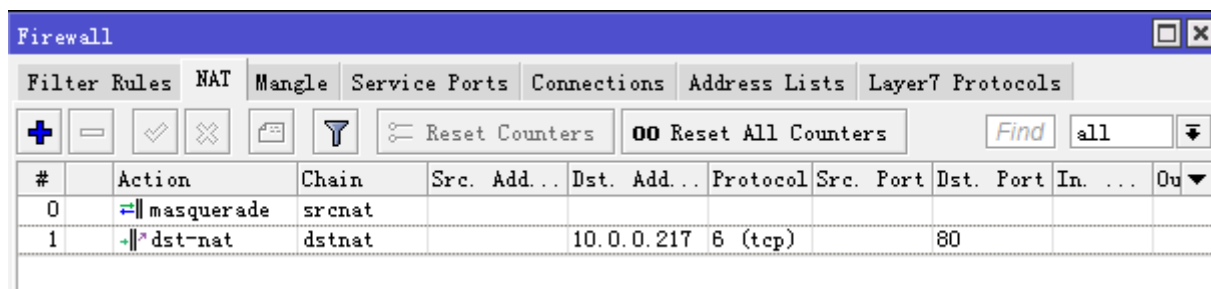 Firewall
Filter Rules NAT Mangle Service Ports Connections Address Lists Layer7 Protocols
Reset Counters 00 Reset All Counters Find all
# Action Chain Src. Add... Dst. Add... Protocol Src. Port Dst. Port In. ... Ou
0 masquerade srcnat
1 dst-nat dstnat 10.0.0.217 6 (tcp) 80